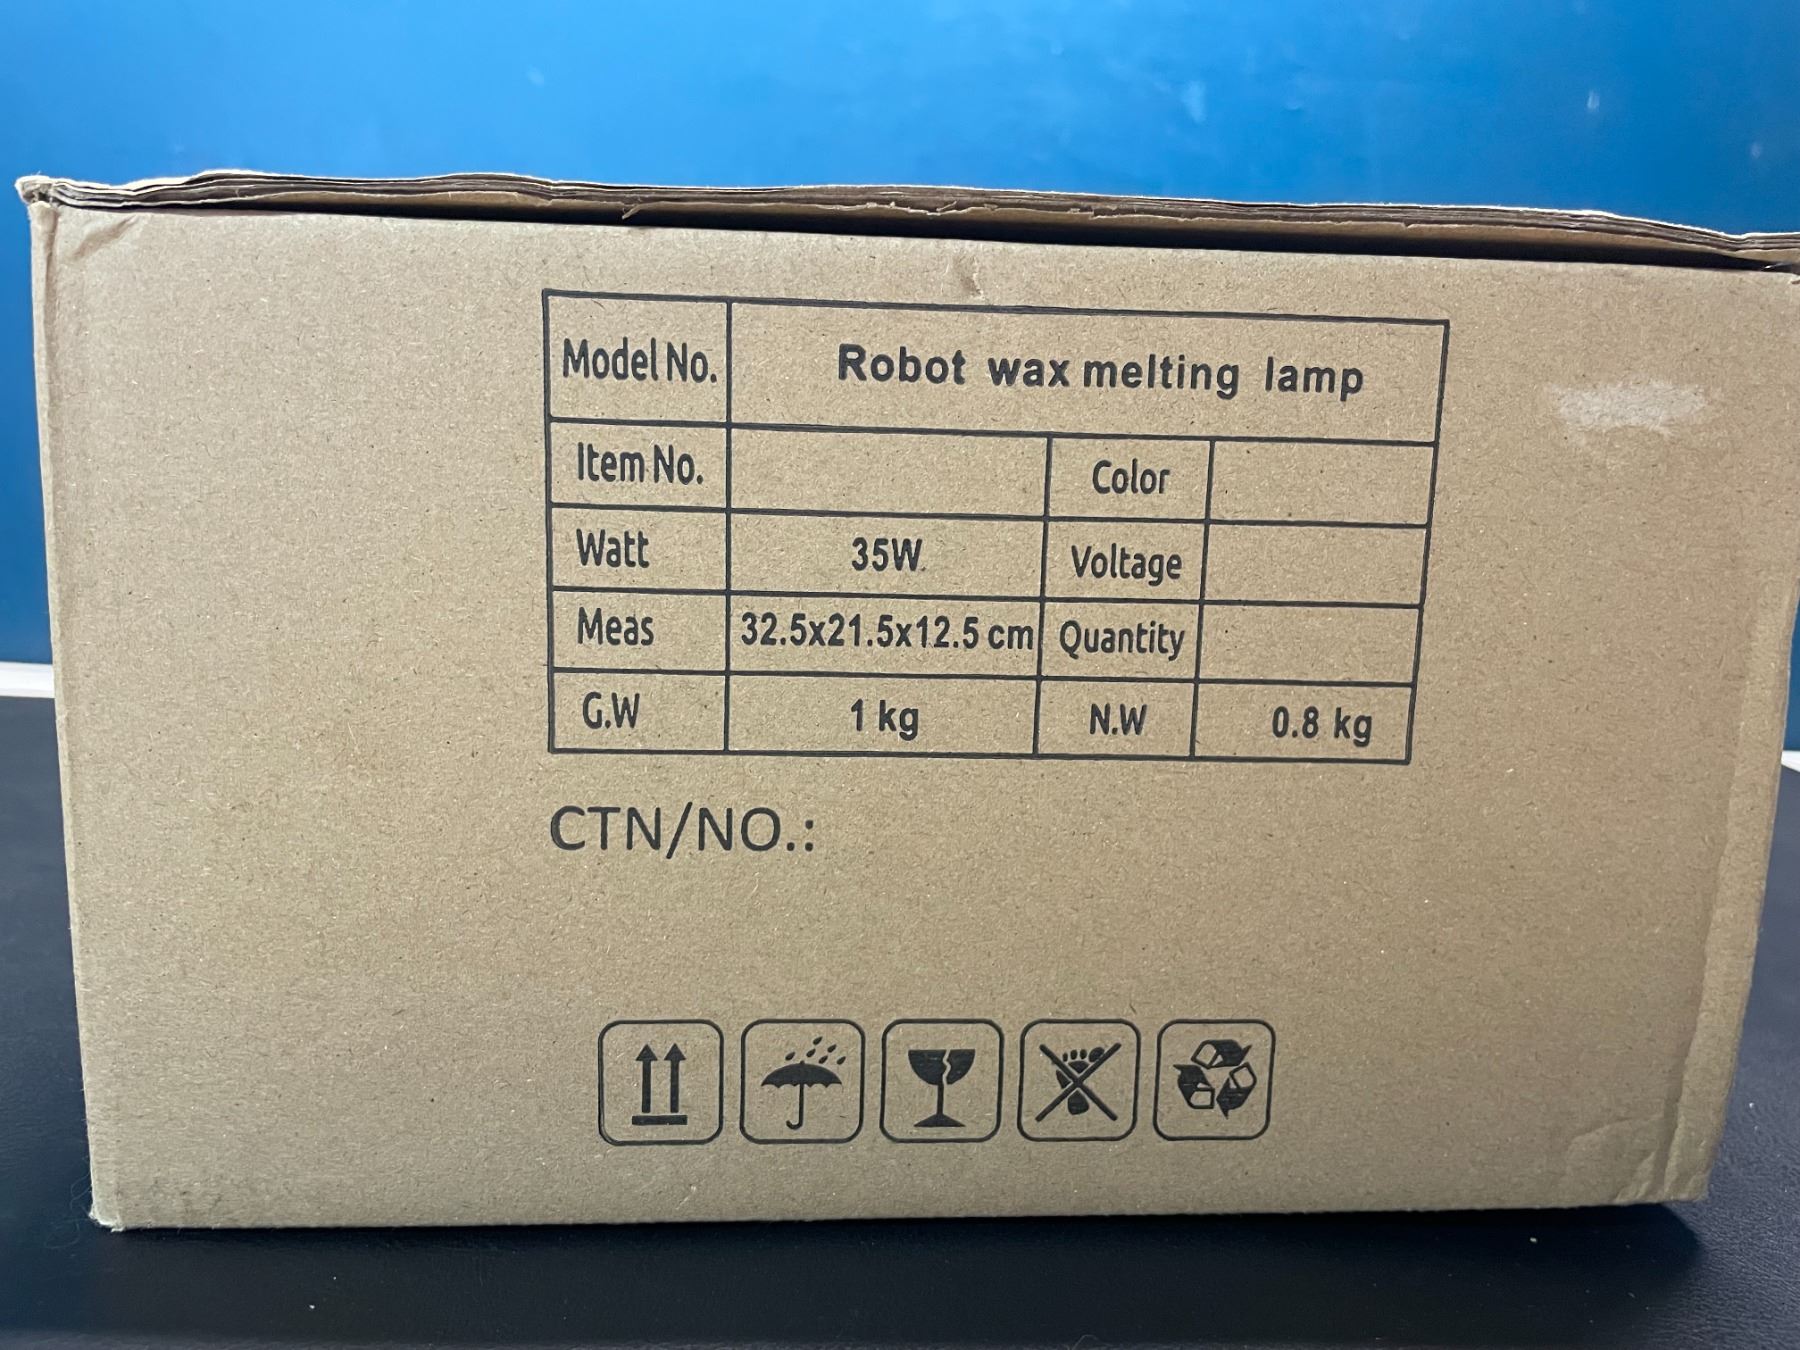 Model No. Robot wax melting lamp
Item No. Color
Watt 35W Voltage
Meas 32.5x21.5x12.5 cm Quantity
G.W 1 kg N.W 0.8 kg
CTN/NO.: